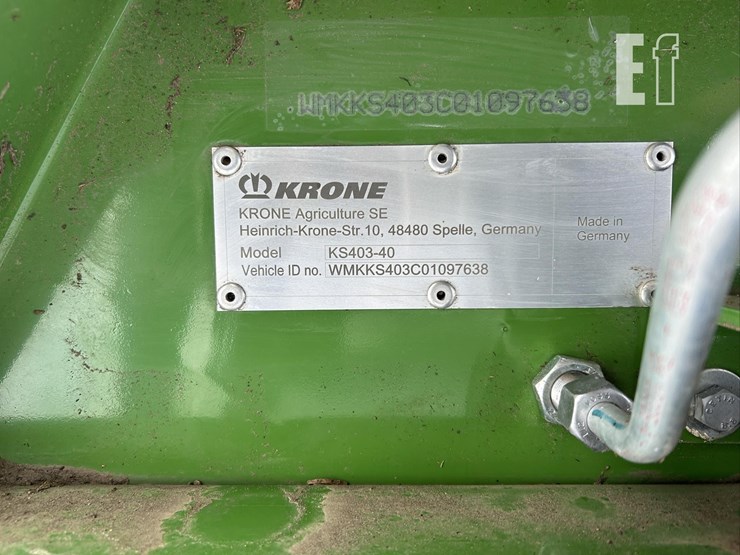 Ef
WMKKS403C01097638
KRONE
KRONE Agriculture SE
Heinrich-Krone-Str.10, 48480 Spelle, Germany
Made in
Germany
Model KS403-40
Vehicle ID no. WMKKS403C01097638